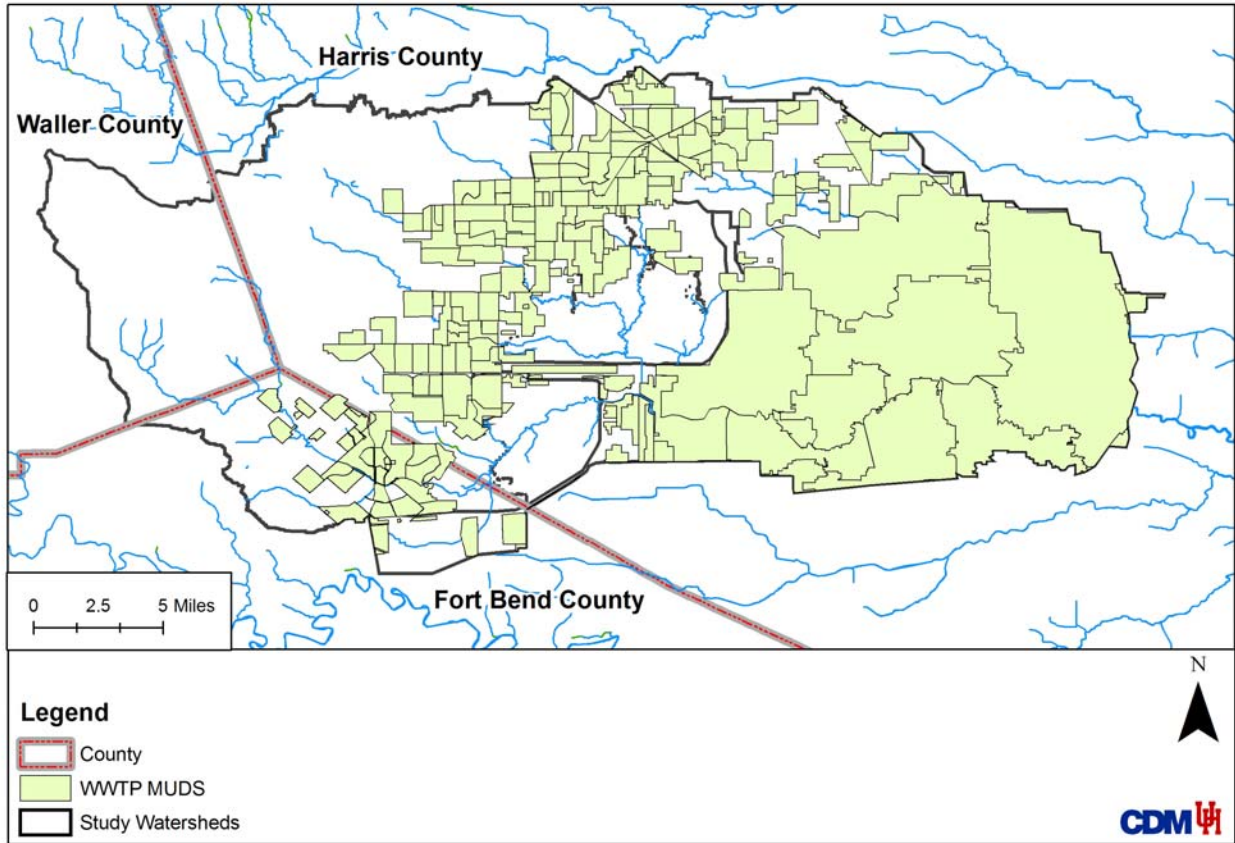 Harris County
Waller County
Fort Bend County
0 2.5 5 Miles
N
Legend
County
WWTP MUDS
Study Watersheds
CDM UH